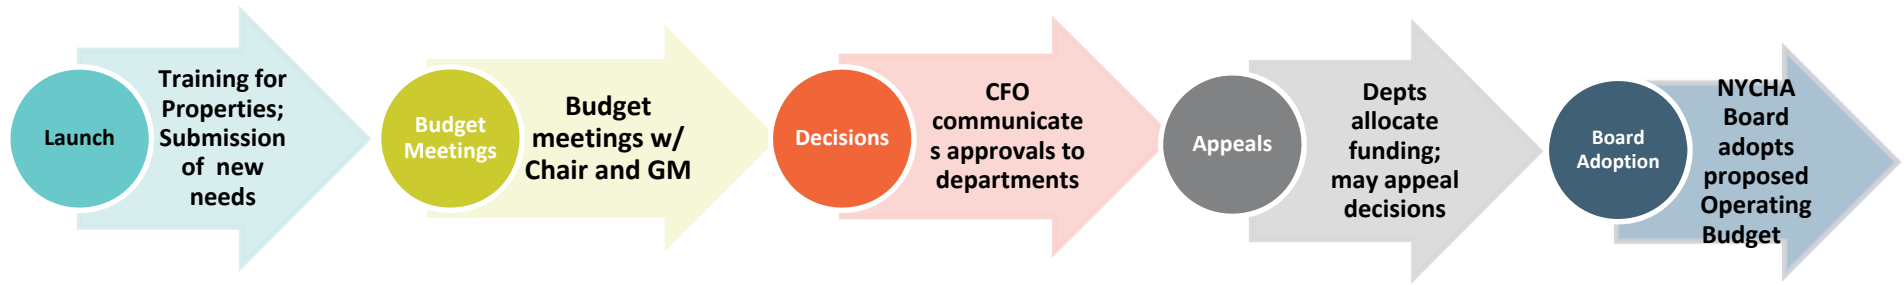 Launch
Training for
Properties;
Submission
of new
needs
Budget
Meetings
Budget
meetings w/
Chair and GM
Decisions
CFO
communicate
s approvals to
departments
Appeals
Depts
allocate
funding;
may appeal
decisions
Board
Adoption
NYCHA
Board
adopts
proposed
Operating
Budget